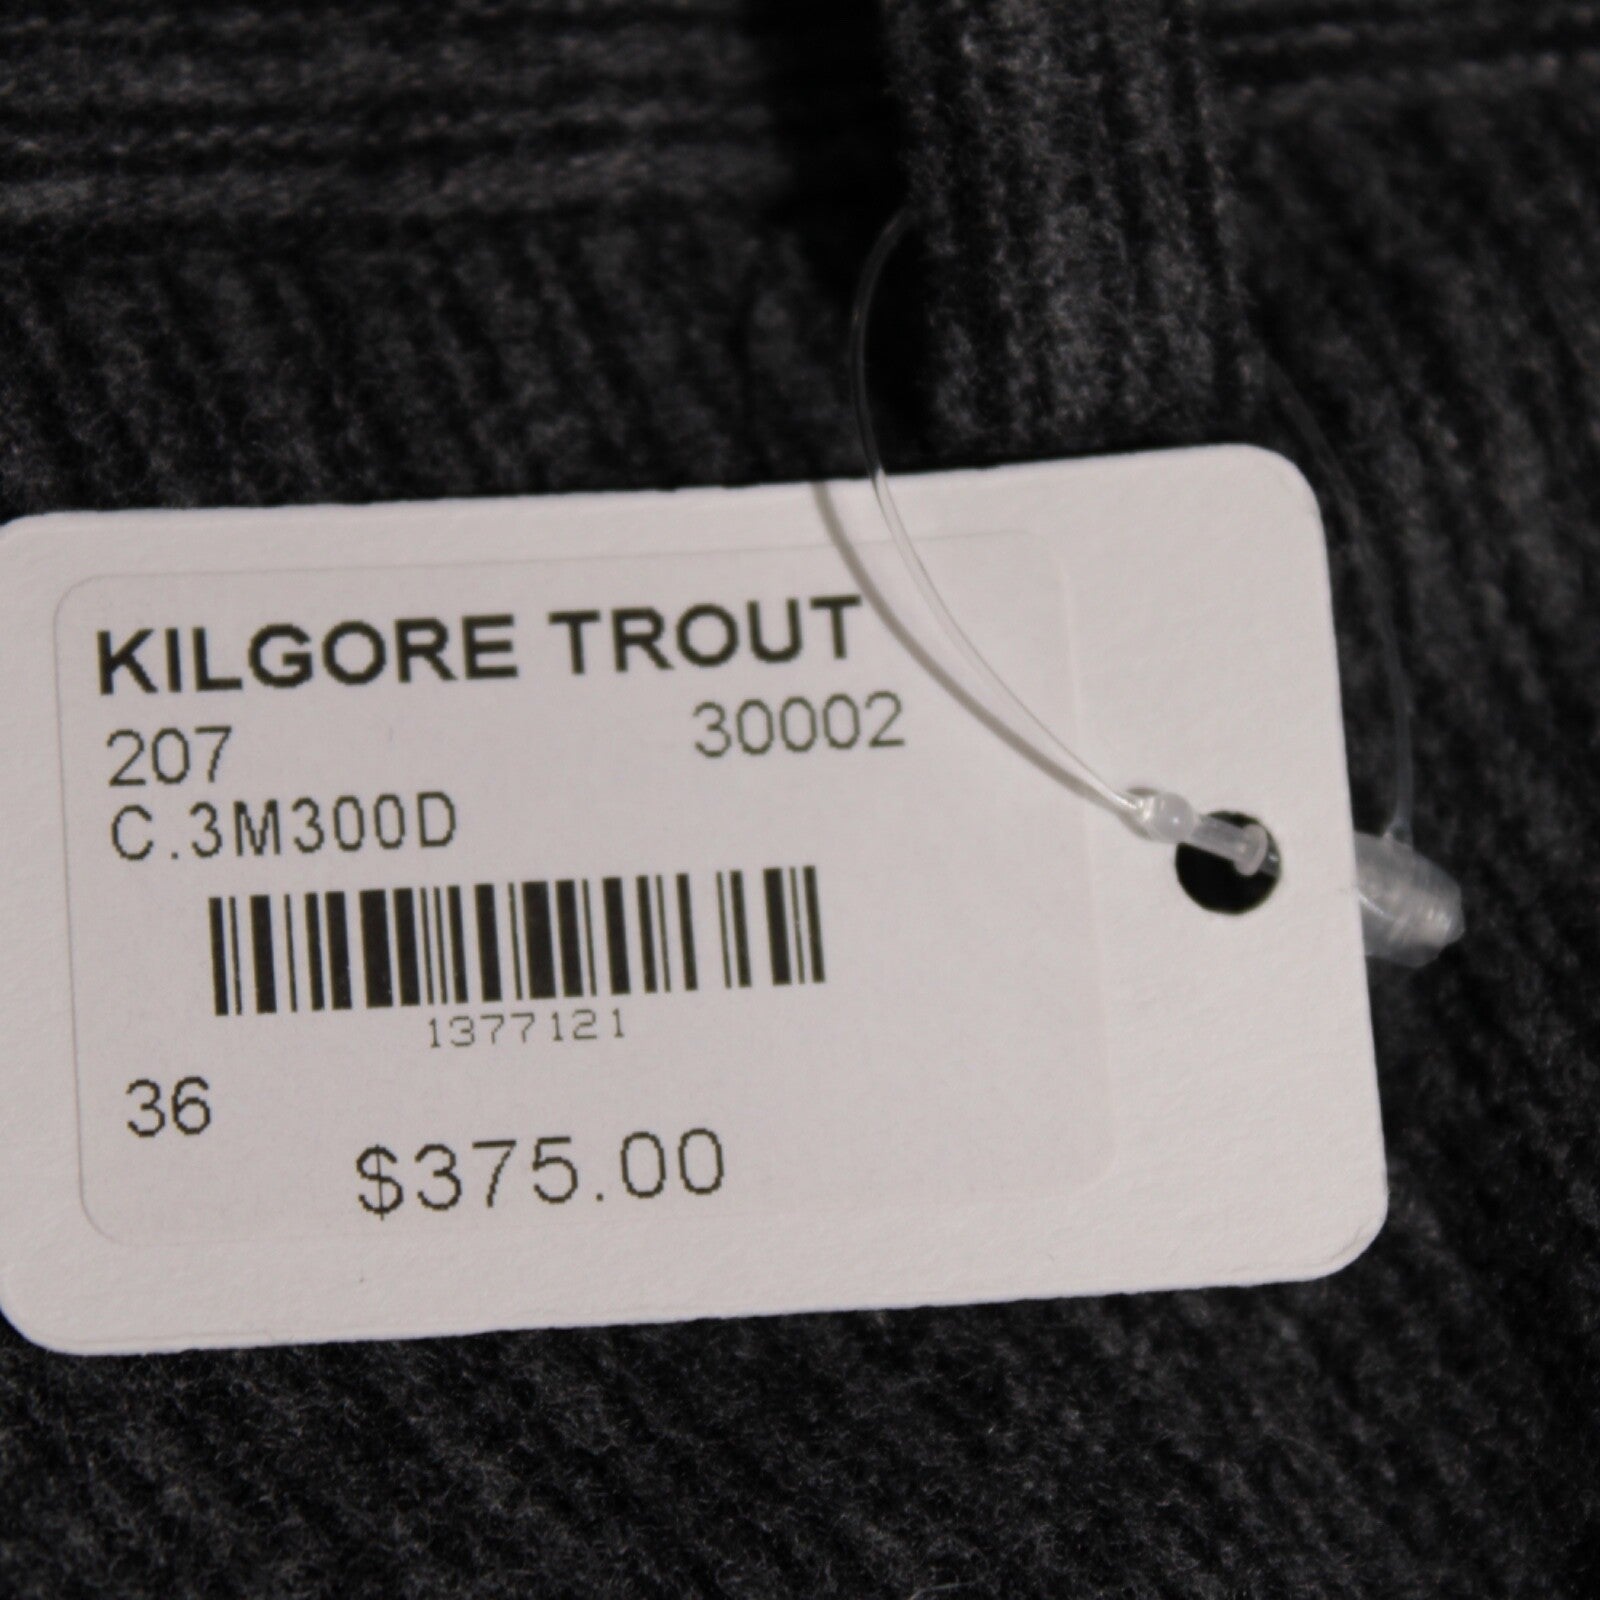 KILGORE TROUT
207 30002
C.3M300D
1377121
36
$375.00